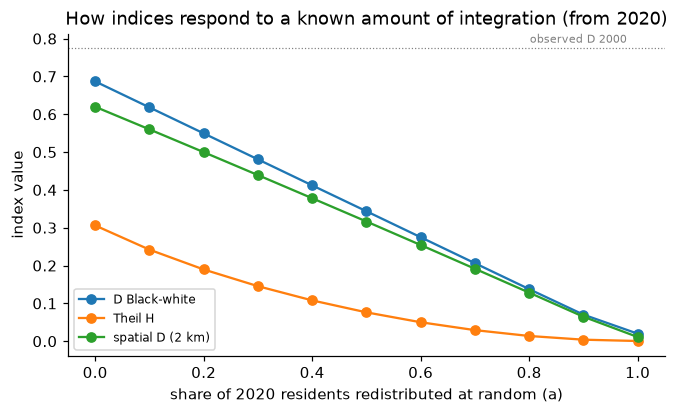 How indices respond to a known amount of integration (from 2020)
observed D 2000
index value
0.8
0.7
0.6
0.5
0.4
0.3
0.2
0.1
0.0
D Black-white
Theil H
spatial D (2 km)
0.0 0.2 0.4 0.6 0.8 1.0
share of 2020 residents redistributed at random (a)